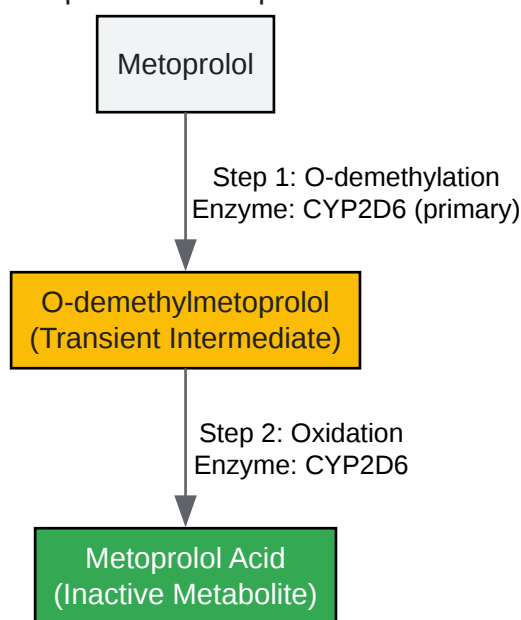 Metoprolol
Step 1: O-demethylation
Enzyme: CYP2D6 (primary)
O-demethylmetoprolol
(Transient Intermediate)
Step 2: Oxidation
Enzyme: CYP2D6
Metoprolol Acid
(Inactive Metabolite)